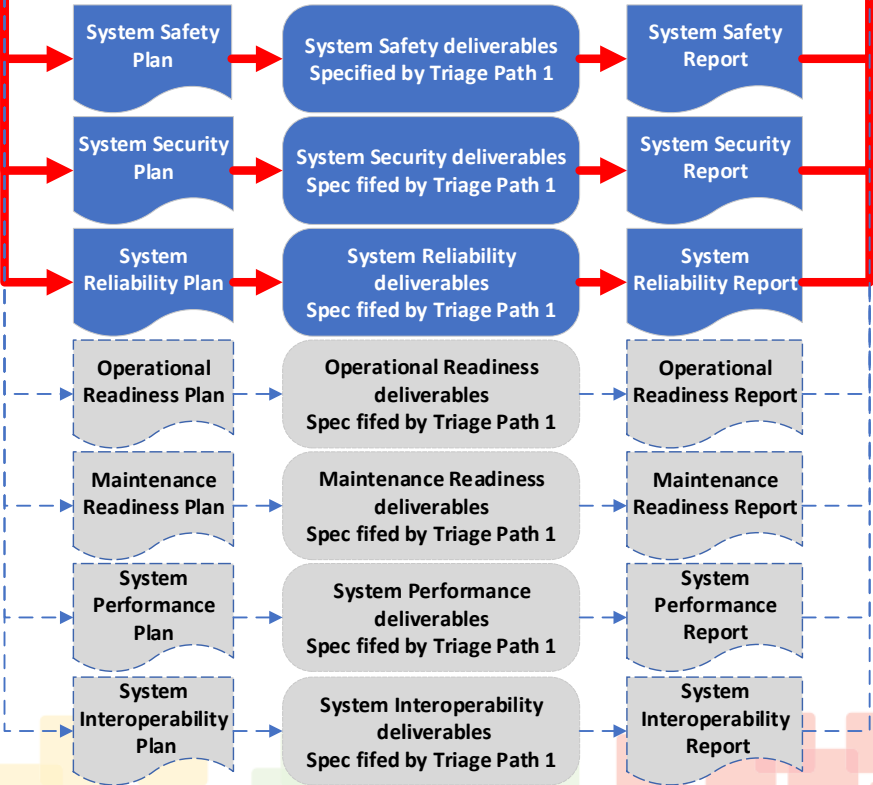 System Safety
Plan
System Safety deliverables
Specified by Triage Path 1
System Safety
Report
System Security
Plan
System Security deliverables
Spec fifed by Triage Path 1
System Security
Report
System
Reliability Plan
System Reliability
deliverables
Spec fifed by Triage Path 1
System
Reliability Report
Operational
Readiness Plan
Operational Readiness
deliverables
Spec fifed by Triage Path 1
Operational
Readiness Report
Maintenance
Readiness Plan
Maintenance Readiness
deliverables
Spec fifed by Triage Path 1
Maintenance
Readiness Report
System
Performance
Plan
System Performance
deliverables
Spec fifed by Triage Path 1
System
Performance
Report
System
Interoperability
Plan
System Interoperability
deliverables
Spec fifed by Triage Path 1
System
Interoperability
Report